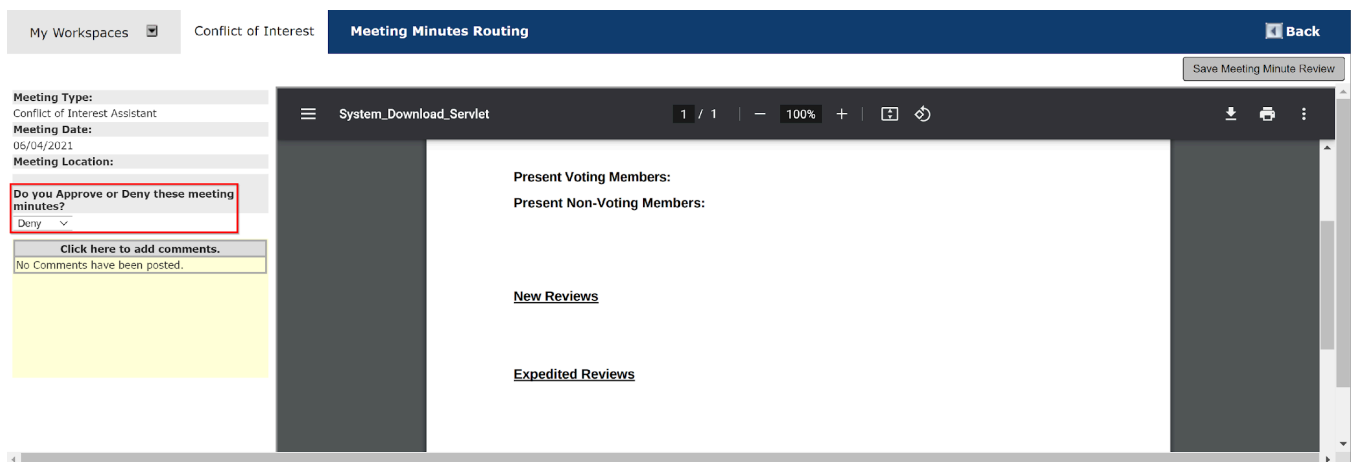 My Workspaces
Conflict of Interest
Meeting Minutes Routing
Back
Save Meeting Minute Review
Meeting Type:
Conflict of Interest Assistant
Meeting Date:
06/04/2021
Meeting Location:
Do you Approve or Deny these meeting
minutes?
Deny
Click here to add comments.
No Comments have been posted.
System_Download_Servlet
1 / 1
100%
Present Voting Members:
Present Non-Voting Members:
New Reviews
Expedited Reviews